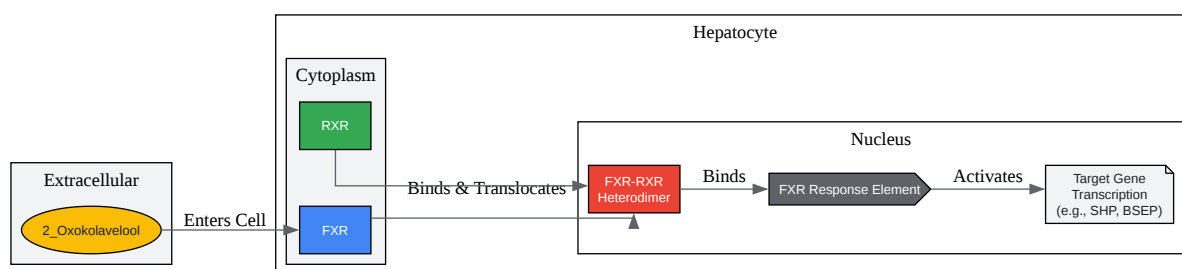 Hepatocyte
Cytoplasm
RXR
Nucleus
Extracellular
2_Oxokolavelool
Enters Cell
FXR
Binds & Translocates
FXR-RXR
Heterodimer
Binds
FXR Response Element
Activates
Target Gene
Transcription
(e.g., SHP, BSEP)